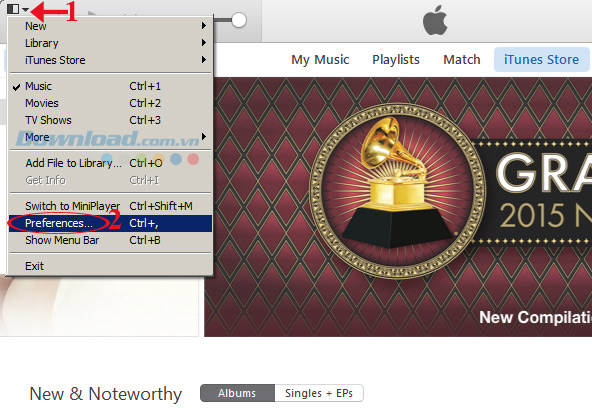 1
New
Library
iTunes Store
My Music Playlists Match iTunes Store
Music Ctrl+1
Movies Ctrl+2
TV Shows Ctrl+3
More
Download.com.vn
Add File to Library... Ctrl+O
Get Info Ctrl+I
Switch to MiniPlayer Ctrl+Shift+M
Preferences... 2 Ctrl+,
Show Menu Bar Ctrl+B
Exit
GRA
2015 N
New Compilatio
New & Noteworthy Albums Singles + EPs